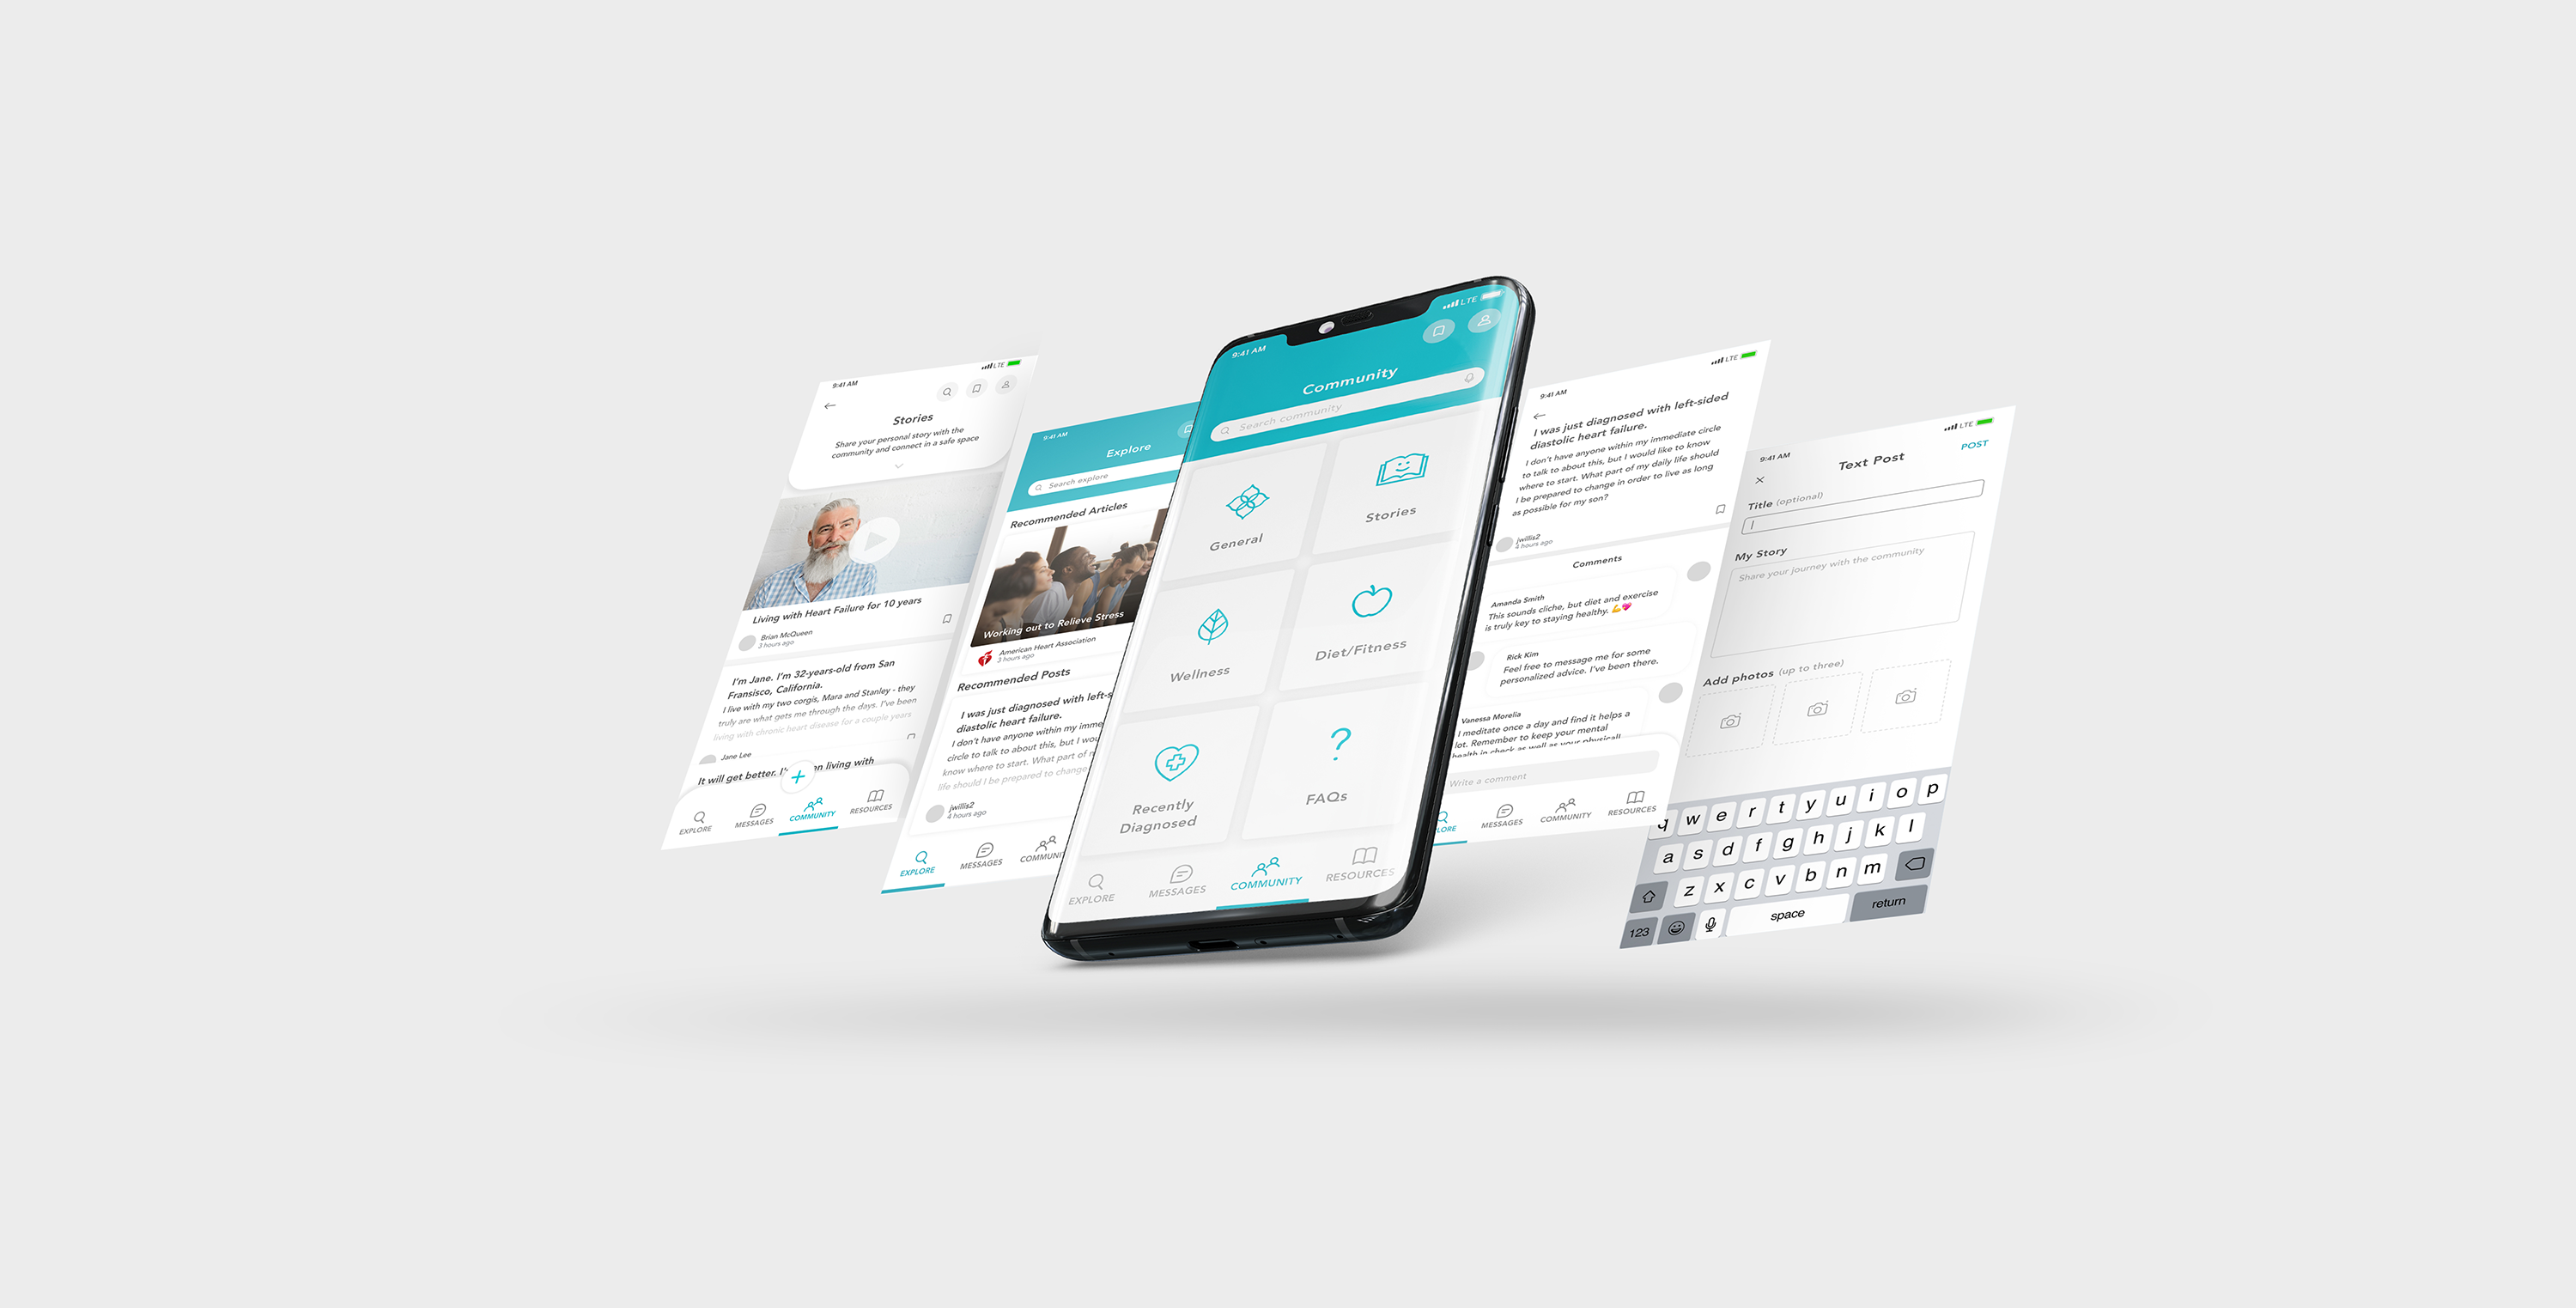 9:41 AM
LTE
Stories
Share your personal story with the
community and connect in a safe space
Living with Heart Failure for 10 years
Brian McQueen
3 hours ago
I'm Jane. I'm 32-years-old from San
Fransisco, California.
I live with my two corgis, Mara and Stanley - they
truly are what gets me through the days. I've been
living with chronic heart disease for a couple years
Jane Lee
It will get better. living with
+
EXPLORE
MESSAGES
COMMUNITY
RESOURCES
9:41 AM
Explore
Search explore
Recommended Articles
Working out to Relieve Stress
American Heart Association
3 hours ago
Recommended Posts
I was just diagnosed with left-s
diastolic heart failure.
I don't have anyone within my imme
circle to talk to about this, but I wou
know where to start. What part of m
life should I be prepared to change
jwillis2
4 hours ago
EXPLORE
MESSAGES
COMMUN
9:41 AM
LTE
Community
Search community
General
Stories
Wellness
Diet/Fitness
Recently
Diagnosed
?
FAQs
EXPLORE
MESSAGES
COMMUNITY
RESOURCES
9:41 AM
LTE
I was just diagnosed with left-sided
diastolic heart failure.
I don't have anyone within my immediate circle
to talk to about this, but I would like to know
where to start. What part of my daily life should
I be prepared to change in order to live as long
as possible for my son?
jwillis2
4 hours ago
Comments
Amanda Smith
This sounds cliche, but diet and exercise
is truly key to staying healthy. 💪💖
Rick Kim
Feel free to message me for some
personalized advice. I've been there.
Vanessa Morelia
I meditate once a day and find it helps a
lot. Remember to keep your mental
health in check as well as your physical!
Write a comment
LORE
MESSAGES
COMMUNITY
RESOURCES
9:41 AM
LTE
POST
Text Post
Title (optional)
My Story
Share your journey with the community
Add photos (up to three)
q w e r t y u i o p
a s d f g h j k l
z x c v b n m
123
space
return